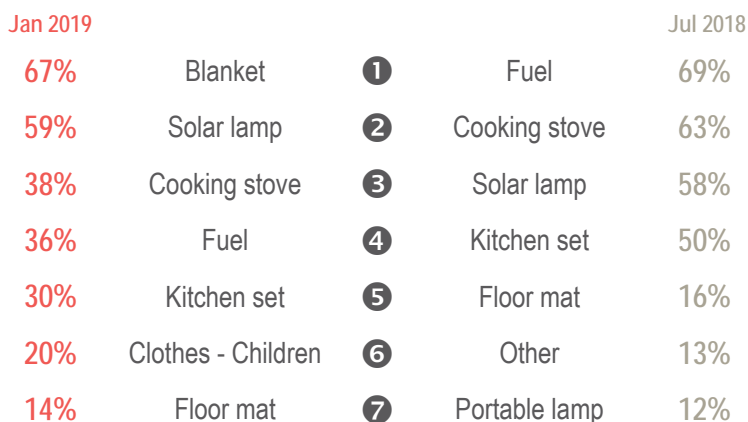 Jan 2019 Jul 2018
67% Blanket ❶ Fuel 69%
59% Solar lamp ❷ Cooking stove 63%
38% Cooking stove ❸ Solar lamp 58%
36% Fuel ❹ Kitchen set 50%
30% Kitchen set ❺ Floor mat 16%
20% Clothes - Children ❻ Other 13%
14% Floor mat ❼ Portable lamp 12%